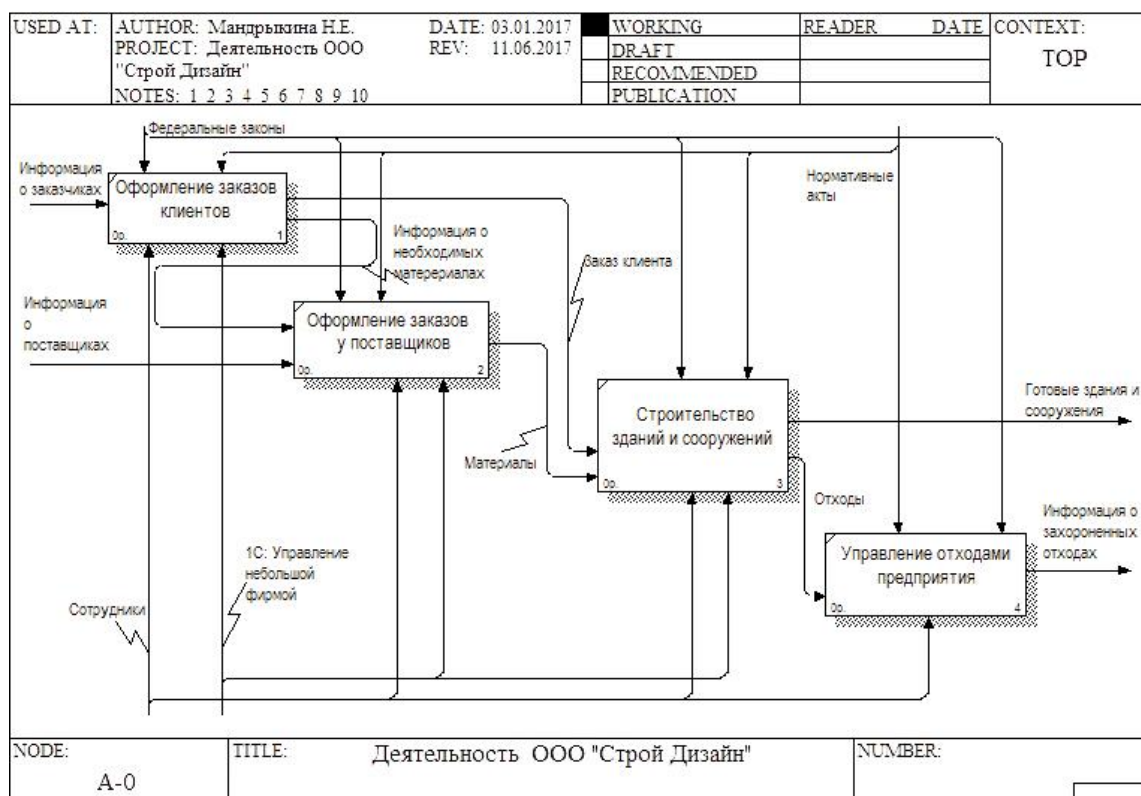 USED AT:
AUTHOR: Мандрыкина Н.Е.
DATE: 03.01.2017
PROJECT: Деятельность ООО
REV: 11.06.2017
"Строй Дизайн"
NOTES: 1 2 3 4 5 6 7 8 9 10
WORKING
DRAFT
RECOMMENDED
PUBLICATION
READER DATE
CONTEXT:
TOP
Федеральные законы
Информация
о заказчиках
Оформление заказов
клиентов
0р. 1
Нормативные
акты
Информация о
необходимых
матерериалах
Заказ клиента
Информация
о
поставщиках
Оформление заказов
у поставщиков
0р. 2
Строительство
зданий и сооружений
0р. 3
Готовые здания и
сооружения
Материалы
Отходы
Информация о
захороненных
отходах
Управление отходами
предприятия
0р. 4
1С: Управление
небольшой
фирмой
Сотрудники
NODE:
A-0
TITLE:
Деятельность ООО "Строй Дизайн"
NUMBER: